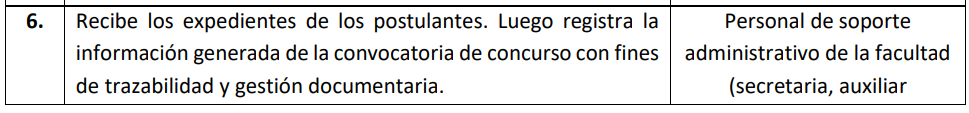 6. Recibe los expedientes de los postulantes. Luego registra la Personal de soporte
información generada de la convocatoria de concurso con fines administrativo de la facultad
de trazabilidad y gestión documentaria. (secretaria, auxiliar